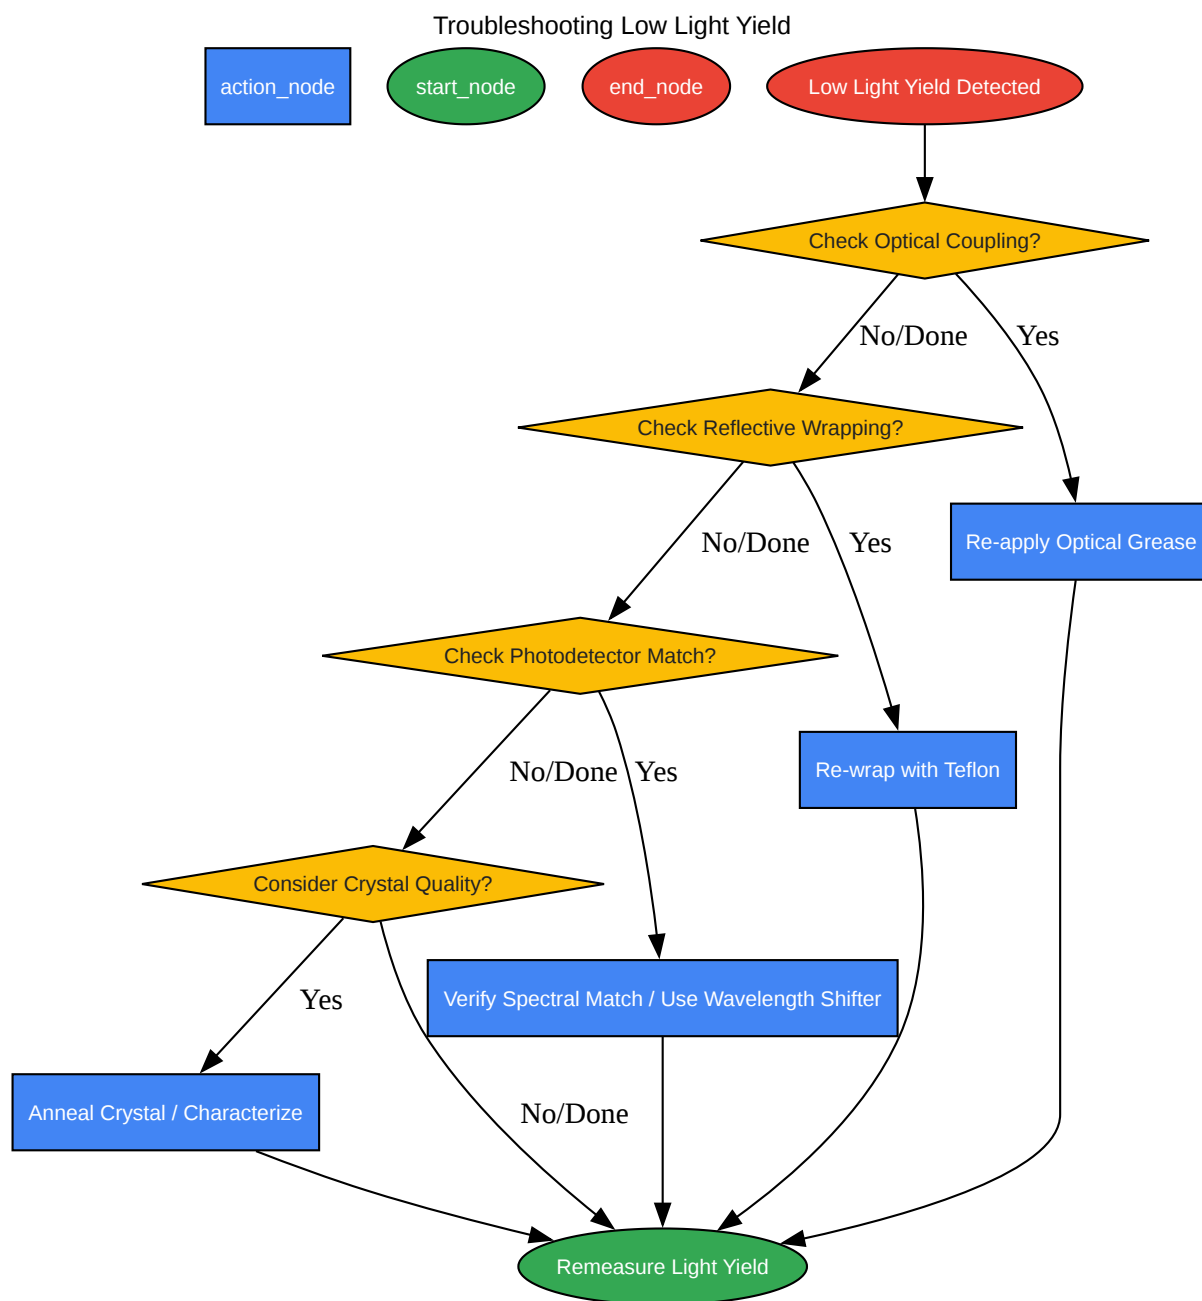 Troubleshooting Low Light Yield
action_node
start_node
end_node
Low Light Yield Detected
Check Optical Coupling?
No/Done
Yes
Check Reflective Wrapping?
No/Done
Yes
Re-apply Optical Grease
Check Photodetector Match?
No/Done
Yes
Re-wrap with Teflon
Consider Crystal Quality?
Yes
Verify Spectral Match / Use Wavelength Shifter
Anneal Crystal / Characterize
No/Done
Remeasure Light Yield